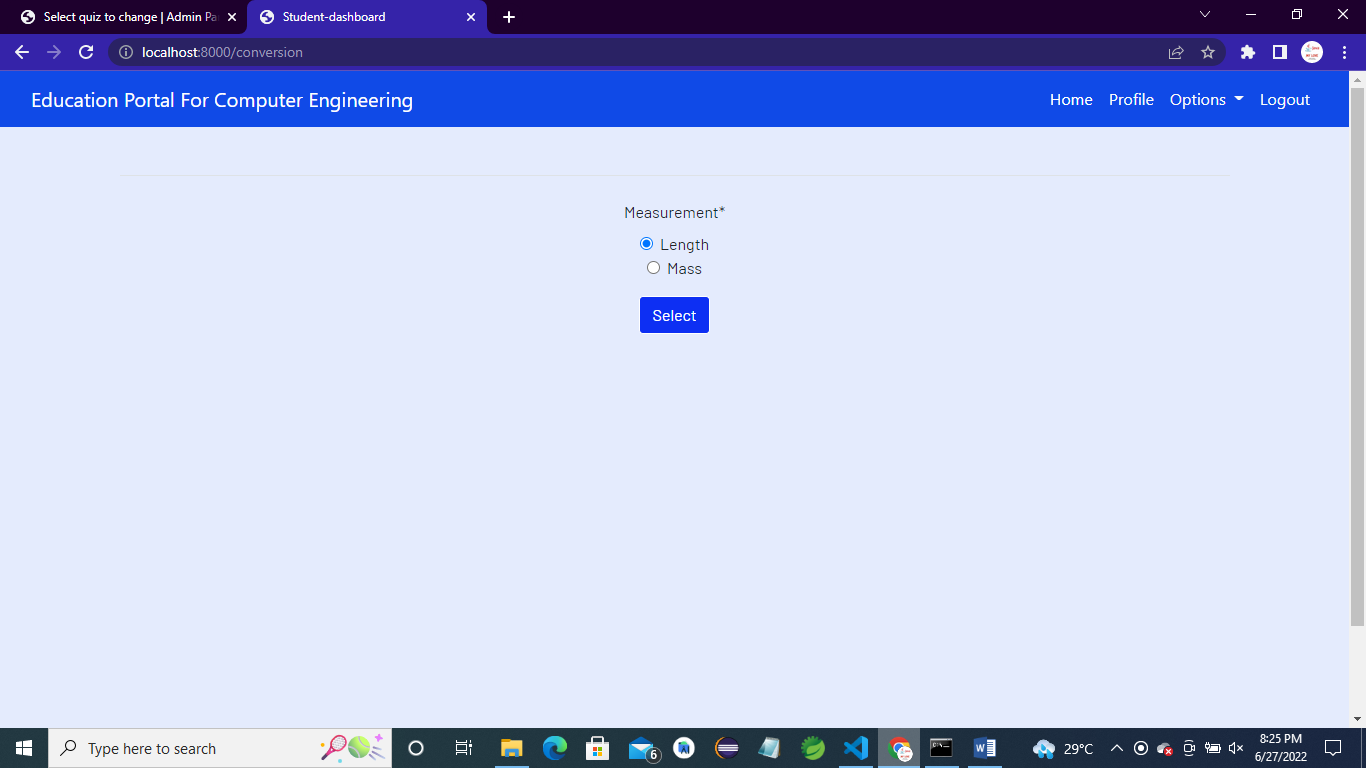 Select quiz to change | Admin Pa
Student-dashboard
localhost:8000/conversion
Education Portal For Computer Engineering
Home Profile Options Logout
Measurement*
Length
Mass
Select
Type here to search
6
29°C
8:25 PM
6/27/2022